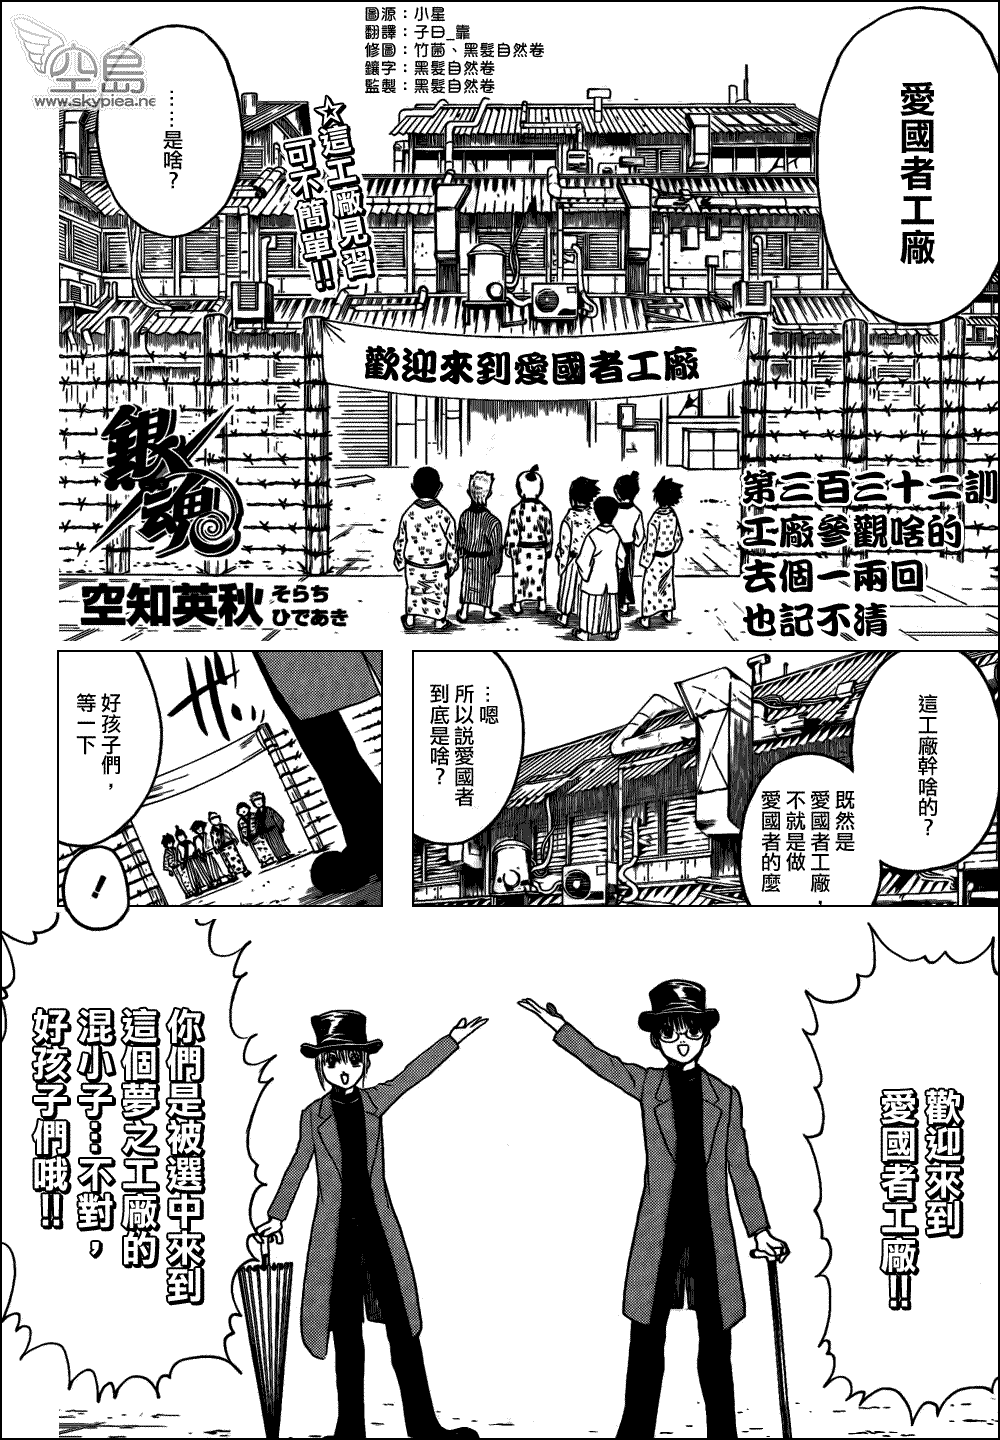 圖源：小星
翻譯：子曰_靠
修圖：竹菌、黑髮自然卷
鑲字：黑髮自然卷
監製：黑髮自然卷
空島
www.skypiea.ne
愛國者工廠
……是啥？
☆這工廠見習，
可不簡單!!
歡迎來到愛國者工廠
銀魂
空知英秋
そらち
ひであき
第三百三十二訓
工廠參觀啥的
去個一兩回
也記不清
這工廠幹啥的？
既然是
愛國者工廠，
不就是做
愛國者的麼
…嗯
所以說愛國者
到底是啥？
ザッ
好孩子們，
等一下
！
歡迎來到
愛國者工廠!!
你們是被選中來到
這個夢之工廠的
混小子…不對，
好孩子們哦!!